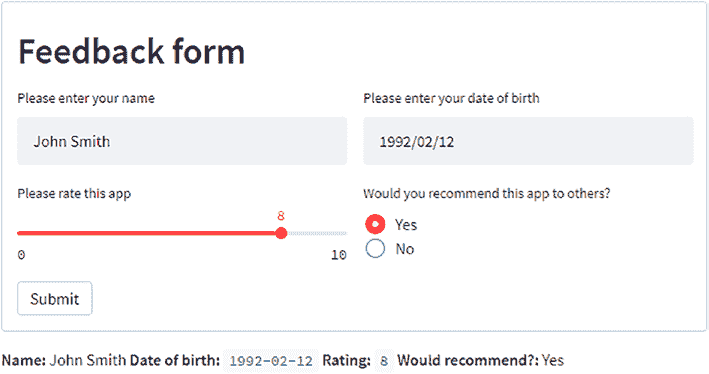 Feedback form
Please enter your name
Please enter your date of birth
John Smith
1992/02/12
Please rate this app
Would you recommend this app to others?
8
Yes
0
10
No
Submit
Name: John Smith Date of birth: 1992-02-12 Rating: 8 Would recommend?: Yes